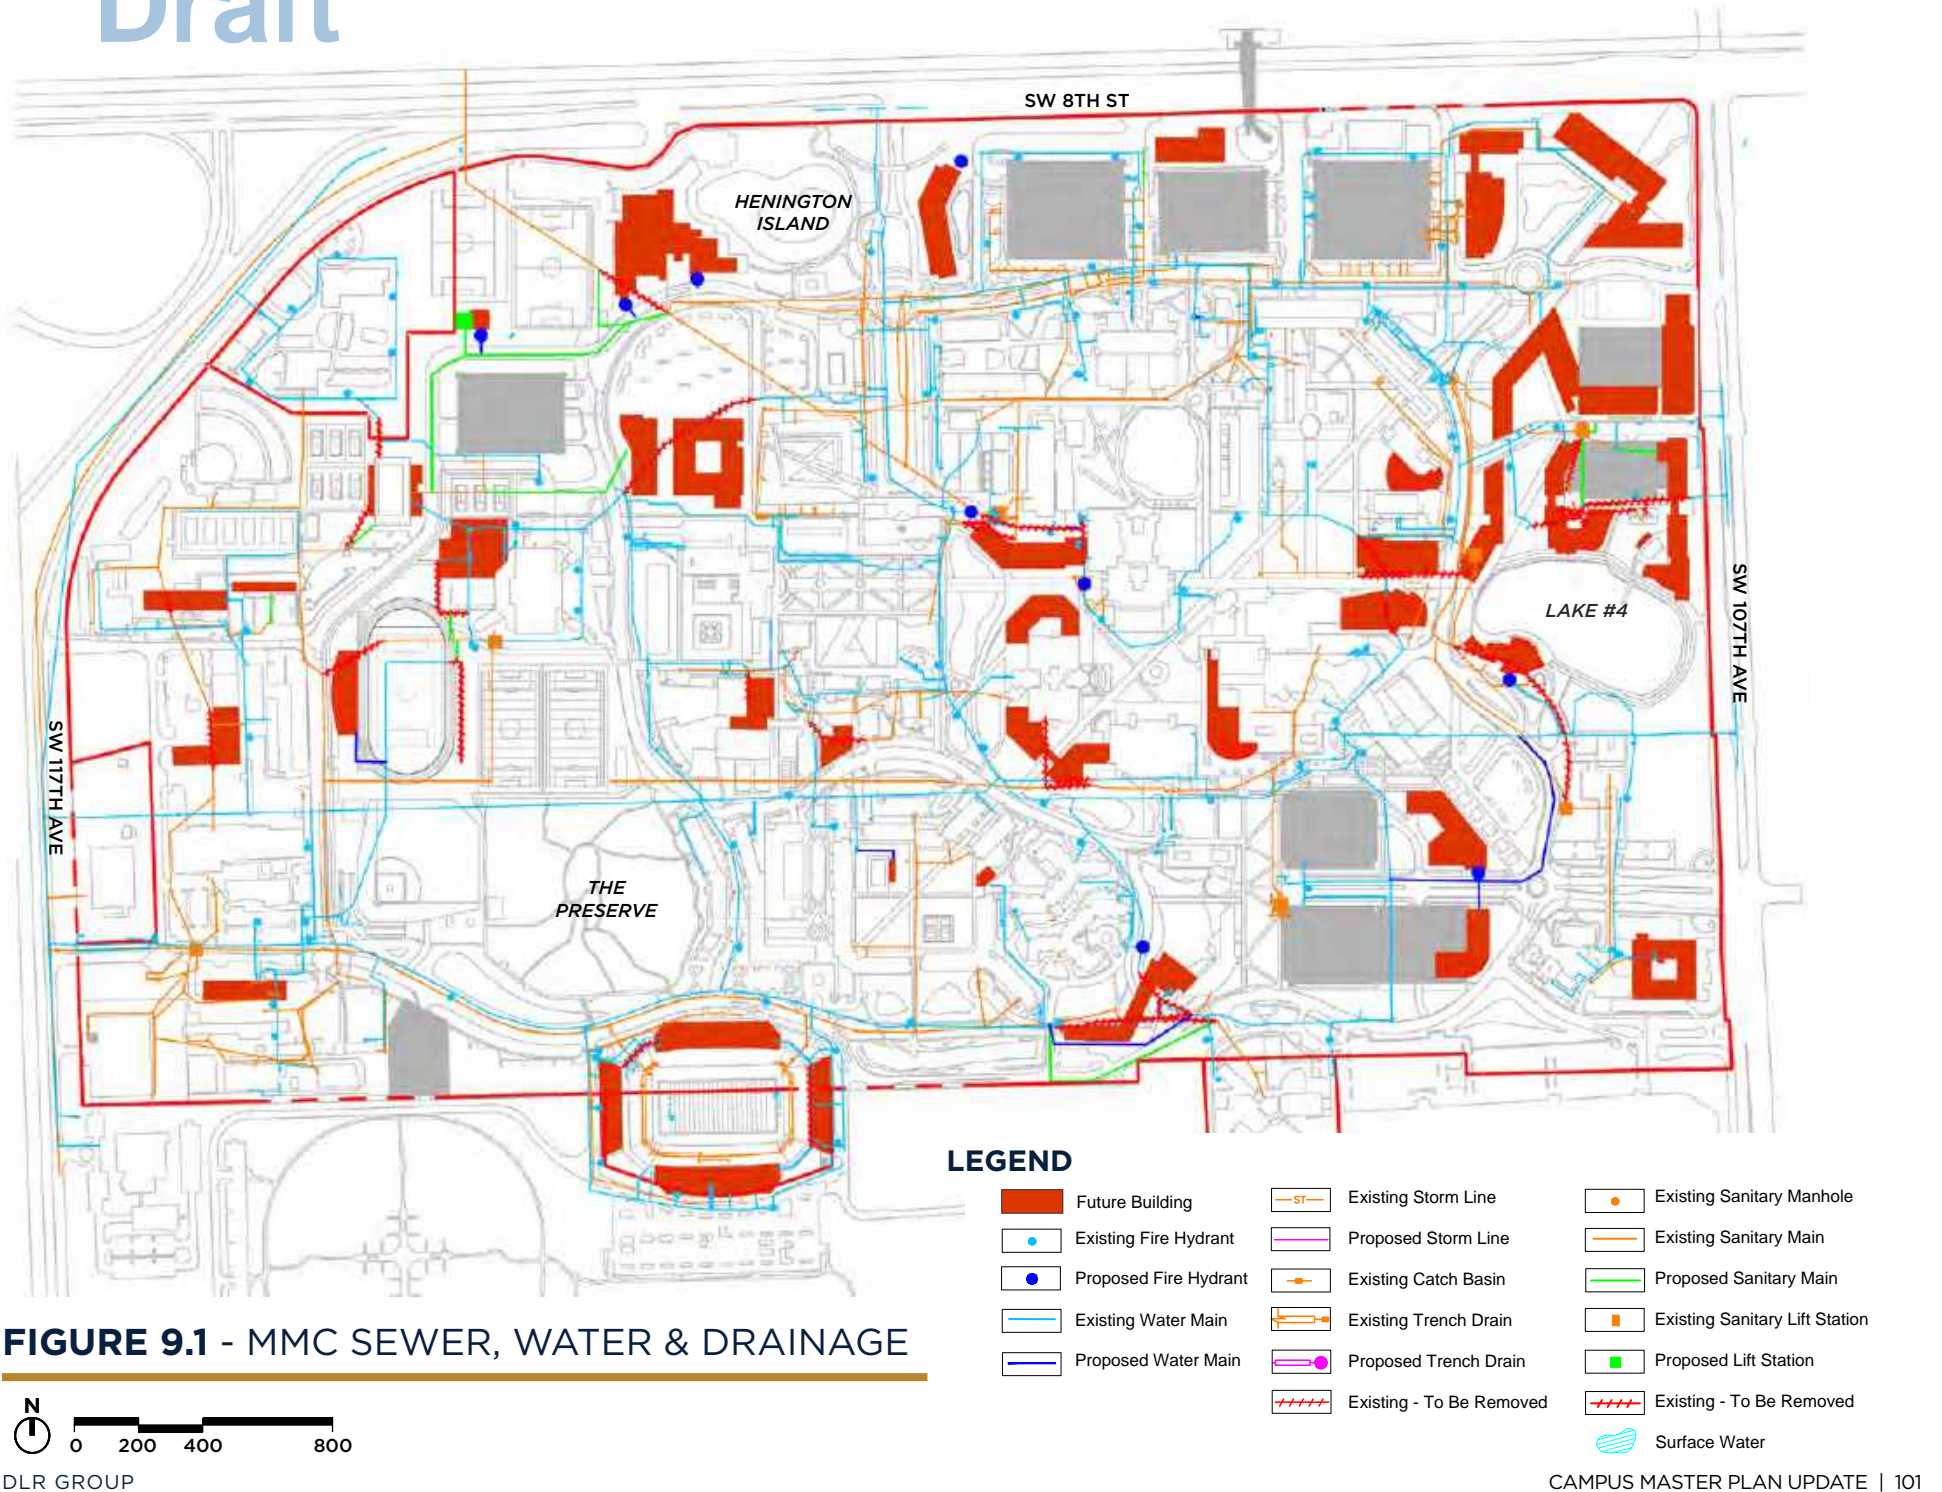 Draft
SW 8TH ST
HENINGTON
ISLAND
LAKE #4
SW 107TH AVE
SW 117TH AVE
THE
PRESERVE
LEGEND
Future Building
Existing Fire Hydrant
Proposed Fire Hydrant
Existing Water Main
Proposed Water Main
ST
Existing Storm Line
Proposed Storm Line
Existing Catch Basin
Existing Trench Drain
Proposed Trench Drain
Existing - To Be Removed
Existing Sanitary Manhole
Existing Sanitary Main
Proposed Sanitary Main
Existing Sanitary Lift Station
Proposed Lift Station
Existing - To Be Removed
Surface Water
FIGURE 9.1 - MMC SEWER, WATER & DRAINAGE
N
0 200 400 800
DLR GROUP
CAMPUS MASTER PLAN UPDATE | 101